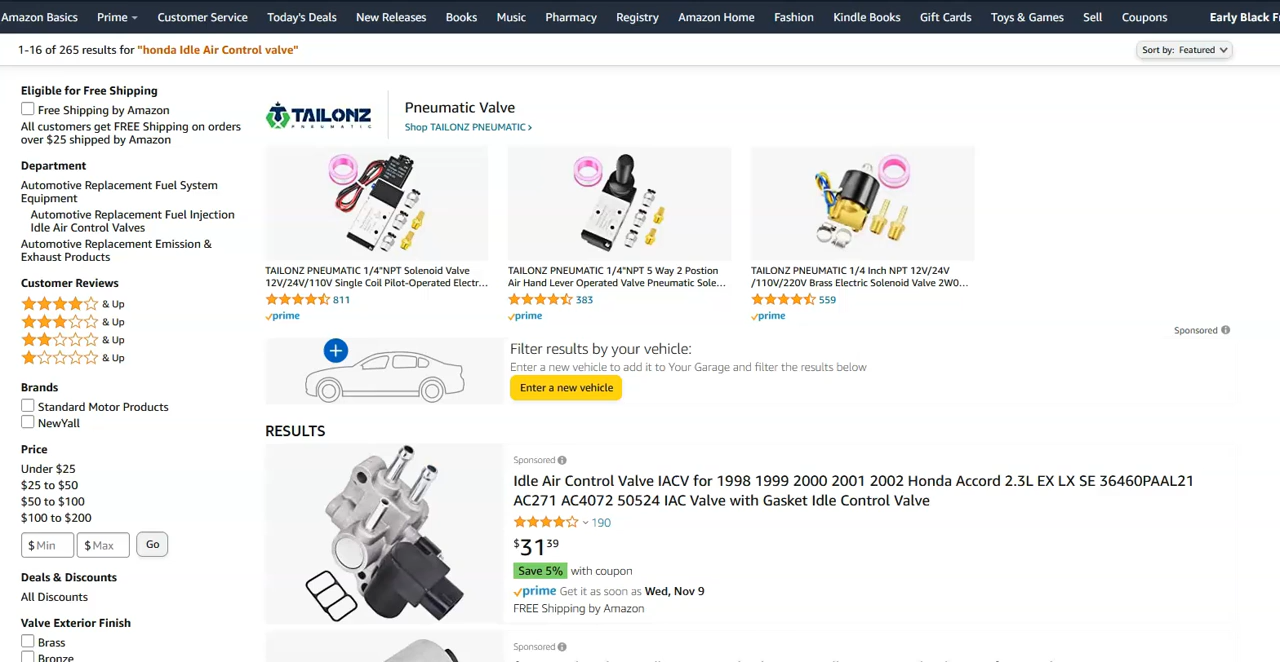 Amazon Basics Prime Customer Service Today's Deals New Releases Books Music Pharmacy Registry Amazon Home Fashion Kindle Books Gift Cards Toys & Games Sell Coupons Early Black F
1-16 of 265 results for "honda Idle Air Control valve"
Sort by: Featured
Eligible for Free Shipping
Free Shipping by Amazon
All customers get FREE Shipping on orders
over $25 shipped by Amazon
Department
Automotive Replacement Fuel System
Equipment
Automotive Replacement Fuel Injection
Idle Air Control Valves
Automotive Replacement Emission &
Exhaust Products
Customer Reviews
& Up
& Up
& Up
& Up
Brands
Standard Motor Products
NewYall
Price
Under $25
$25 to $50
$50 to $100
$100 to $200
$ Min $ Max Go
Deals & Discounts
All Discounts
Valve Exterior Finish
Brass
Bronze
TAILONZ
PNEUMATIC
Pneumatic Valve
Shop TAILONZ PNEUMATIC ›
TAILONZ PNEUMATIC 1/4"NPT Solenoid Valve
12V/24V/110V Single Coil Pilot-Operated Electr...
811
prime
TAILONZ PNEUMATIC 1/4"NPT 5 Way 2 Postion
Air Hand Lever Operated Valve Pneumatic Sole...
383
prime
TAILONZ PNEUMATIC 1/4 Inch NPT 12V/24V
/110V/220V Brass Electric Solenoid Valve 2W0...
559
prime
Sponsored
Filter results by your vehicle:
Enter a new vehicle to add it to Your Garage and filter the results below
Enter a new vehicle
RESULTS
Sponsored
Idle Air Control Valve IACV for 1998 1999 2000 2001 2002 Honda Accord 2.3L EX LX SE 36460PAAL21
AC271 AC4072 50524 IAC Valve with Gasket Idle Control Valve
190
$31 39
Save 5% with coupon
prime Get it as soon as Wed, Nov 9
FREE Shipping by Amazon
Sponsored